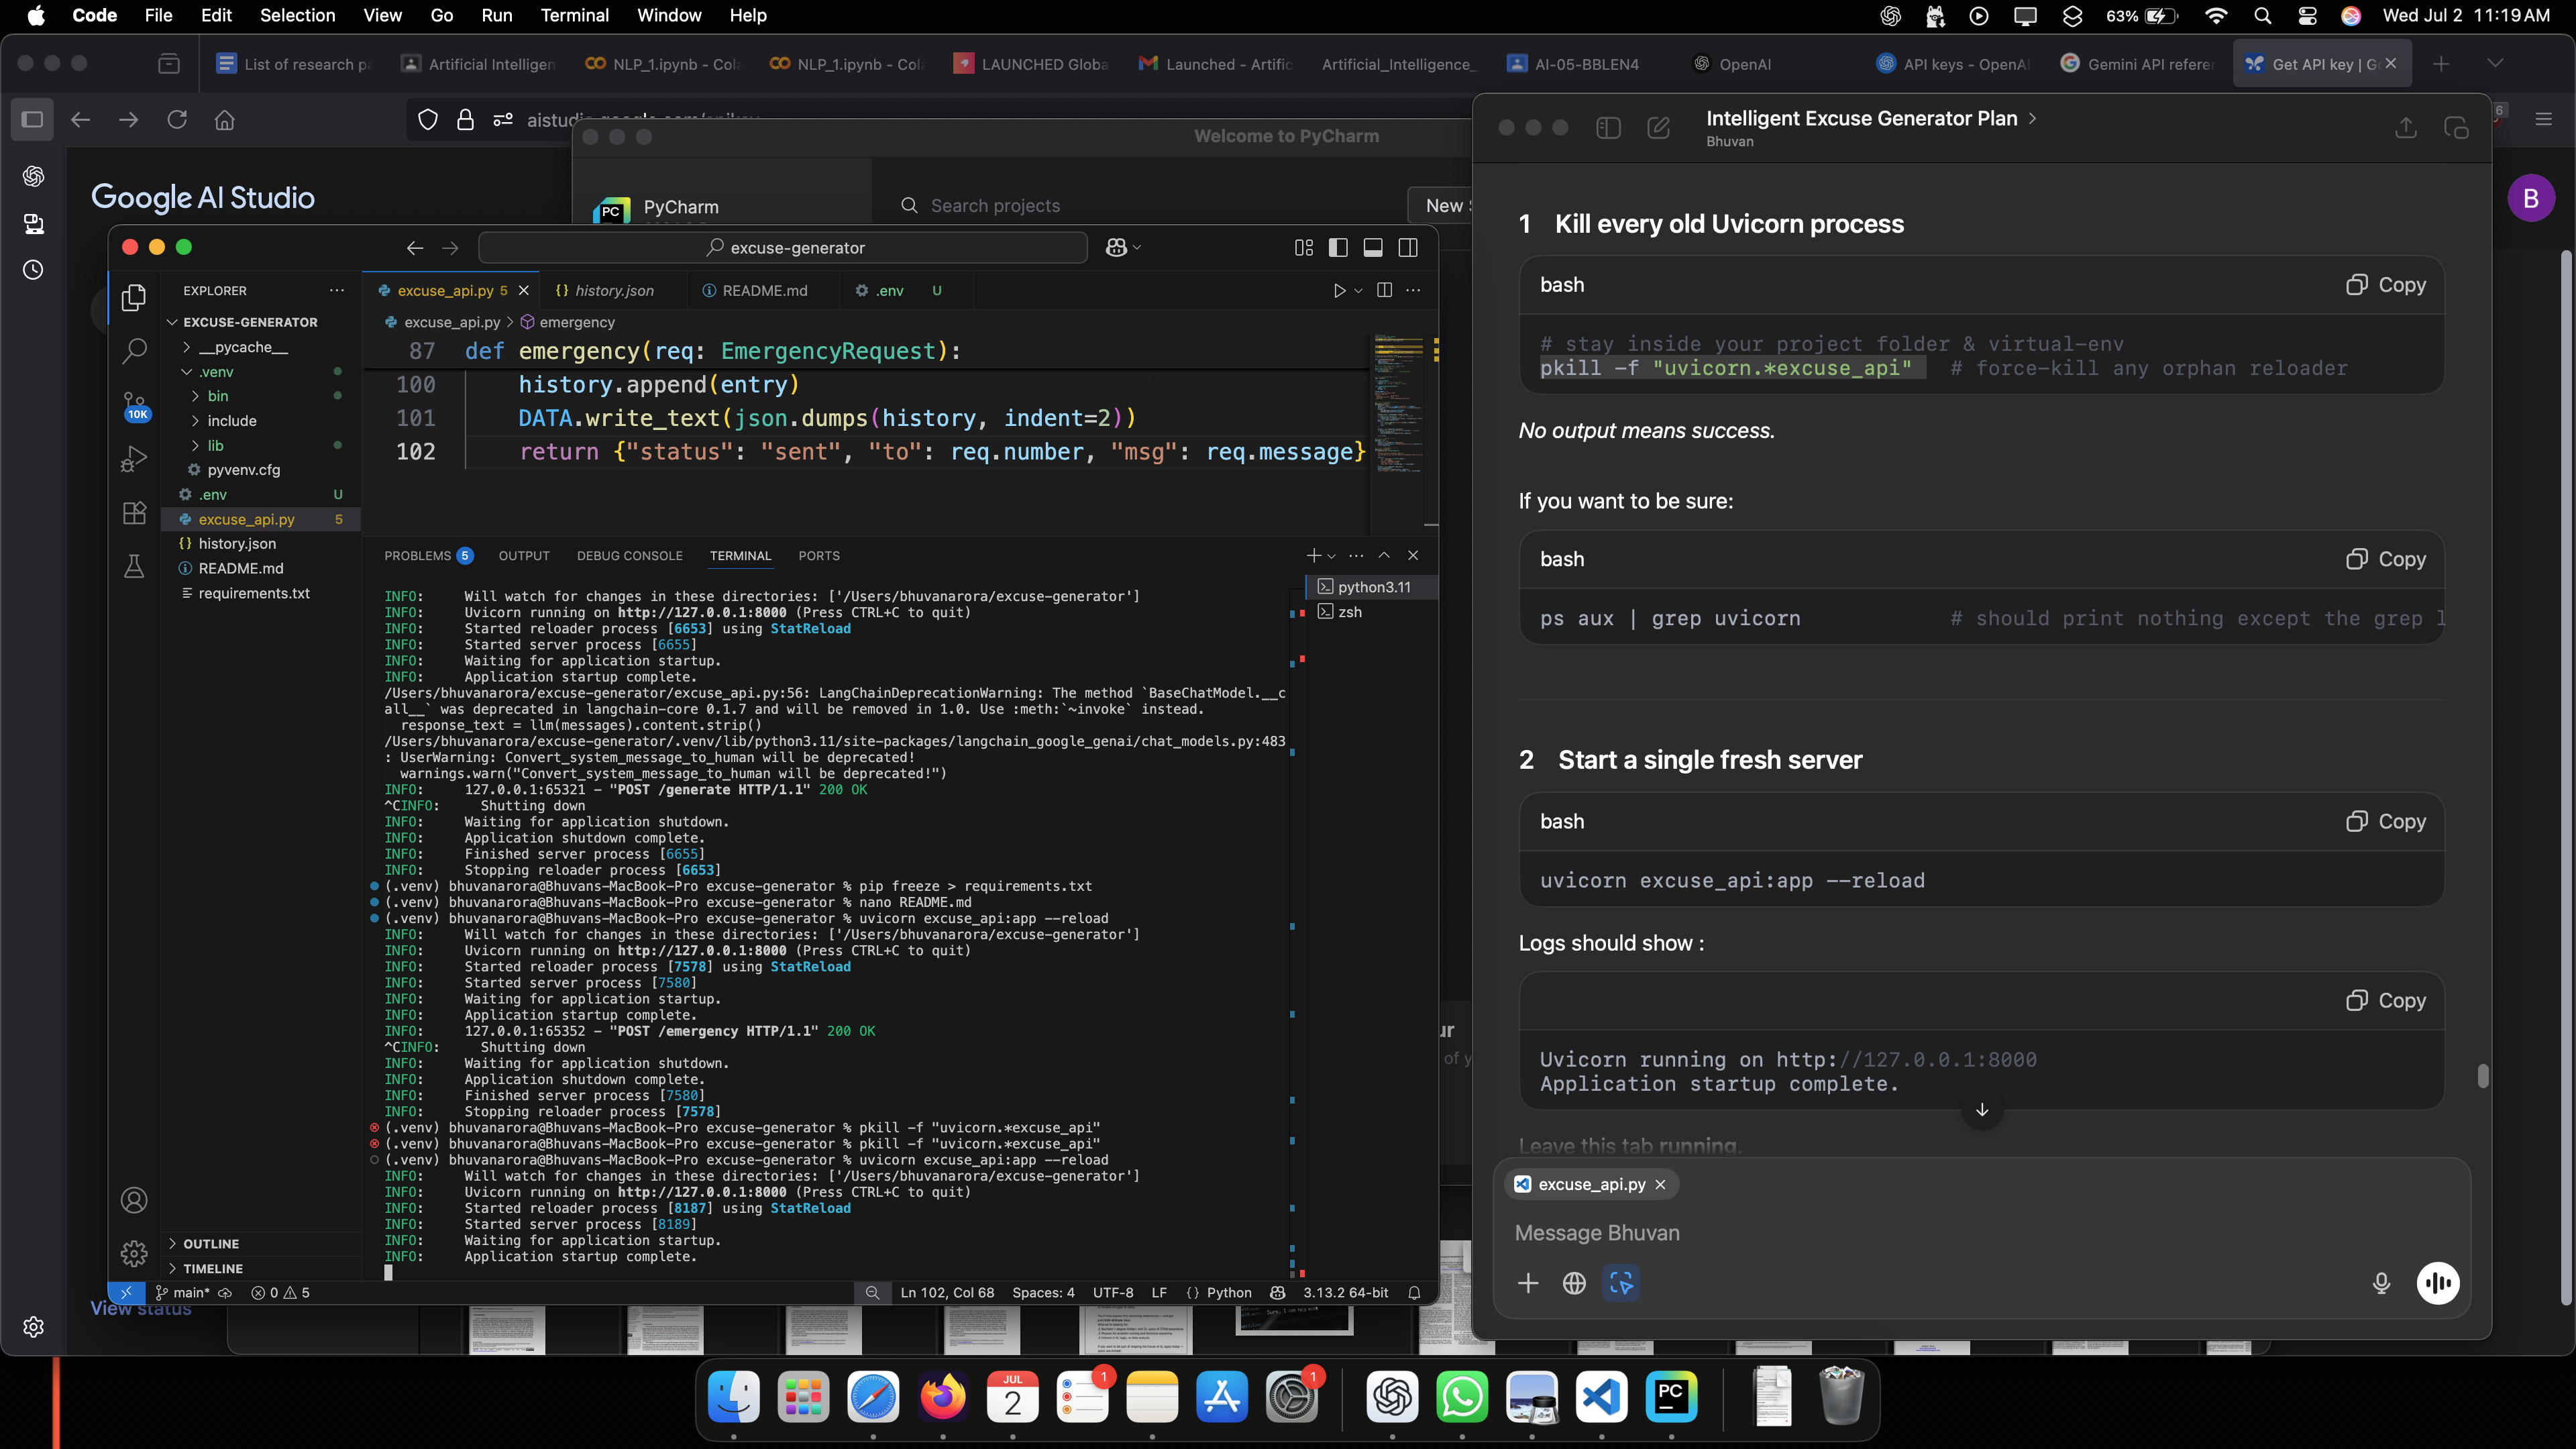 Code File Edit Selection View Go Run Terminal Window Help
63% Wed Jul 2 11:19 AM
List of research pa
Artificial Intelligen
NLP_1.ipynb - Cola
NLP_1.ipynb - Cola
LAUNCHED Globa
Launched - Artific
Artificial_Intelligence_
AI-05-BBLEN4
OpenAI
API keys - OpenAI
Gemini API referen
Get API key | G
6
Google AI Studio
B
View status
Welcome to PyCharm
PC PyCharm
Search projects
New
excuse-generator
EXPLORER
EXCUSE-GENERATOR
__pycache__
.venv
bin
include
lib
pyvenv.cfg
.env U
excuse_api.py 5
history.json
README.md
requirements.txt
10K
OUTLINE
TIMELINE
excuse_api.py 5
{} history.json
README.md
.env U
excuse_api.py > emergency
87 def emergency(req: EmergencyRequest):
100 history.append(entry)
101 DATA.write_text(json.dumps(history, indent=2))
102 return {"status": "sent", "to": req.number, "msg": req.message}
PROBLEMS 5 OUTPUT DEBUG CONSOLE TERMINAL PORTS
python3.11
zsh
INFO: Will watch for changes in these directories: ['/Users/bhuvanarora/excuse-generator']
INFO: Uvicorn running on http://127.0.0.1:8000 (Press CTRL+C to quit)
INFO: Started reloader process [6653] using StatReload
INFO: Started server process [6655]
INFO: Waiting for application startup.
INFO: Application startup complete.
/Users/bhuvanarora/excuse-generator/excuse_api.py:56: LangChainDeprecationWarning: The method `BaseChatModel.__c
all__` was deprecated in langchain-core 0.1.7 and will be removed in 1.0. Use :meth:`~invoke` instead.
response_text = llm(messages).content.strip()
/Users/bhuvanarora/excuse-generator/.venv/lib/python3.11/site-packages/langchain_google_genai/chat_models.py:483
: UserWarning: Convert_system_message_to_human will be deprecated!
warnings.warn("Convert_system_message_to_human will be deprecated!")
INFO: 127.0.0.1:65321 - "POST /generate HTTP/1.1" 200 OK
^CINFO: Shutting down
INFO: Waiting for application shutdown.
INFO: Application shutdown complete.
INFO: Finished server process [6655]
INFO: Stopping reloader process [6653]
(.venv) bhuvanarora@Bhuvans-MacBook-Pro excuse-generator % pip freeze > requirements.txt
(.venv) bhuvanarora@Bhuvans-MacBook-Pro excuse-generator % nano README.md
(.venv) bhuvanarora@Bhuvans-MacBook-Pro excuse-generator % uvicorn excuse_api:app --reload
INFO: Will watch for changes in these directories: ['/Users/bhuvanarora/excuse-generator']
INFO: Uvicorn running on http://127.0.0.1:8000 (Press CTRL+C to quit)
INFO: Started reloader process [7578] using StatReload
INFO: Started server process [7580]
INFO: Waiting for application startup.
INFO: Application startup complete.
INFO: 127.0.0.1:65352 - "POST /emergency HTTP/1.1" 200 OK
^CINFO: Shutting down
INFO: Waiting for application shutdown.
INFO: Application shutdown complete.
INFO: Finished server process [7580]
INFO: Stopping reloader process [7578]
(.venv) bhuvanarora@Bhuvans-MacBook-Pro excuse-generator % pkill -f "uvicorn.*excuse_api"
(.venv) bhuvanarora@Bhuvans-MacBook-Pro excuse-generator % pkill -f "uvicorn.*excuse_api"
(.venv) bhuvanarora@Bhuvans-MacBook-Pro excuse-generator % uvicorn excuse_api:app --reload
INFO: Will watch for changes in these directories: ['/Users/bhuvanarora/excuse-generator']
INFO: Uvicorn running on http://127.0.0.1:8000 (Press CTRL+C to quit)
INFO: Started reloader process [8187] using StatReload
INFO: Started server process [8189]
INFO: Waiting for application startup.
INFO: Application startup complete.
main* 0 5
Ln 102, Col 68 Spaces: 4 UTF-8 LF {} Python 3.13.2 64-bit
Intelligent Excuse Generator Plan >
Bhuvan
1 Kill every old Uvicorn process
bash Copy
# stay inside your project folder & virtual-env
pkill -f "uvicorn.*excuse_api" # force-kill any orphan reloader
No output means success.
If you want to be sure:
bash Copy
ps aux | grep uvicorn # should print nothing except the grep l
2 Start a single fresh server
bash Copy
uvicorn excuse_api:app --reload
Logs should show :
Copy
Uvicorn running on http://127.0.0.1:8000
Application startup complete.
Leave this tab running.
excuse_api.py
Message Bhuvan
JUL
2
1
1
PC